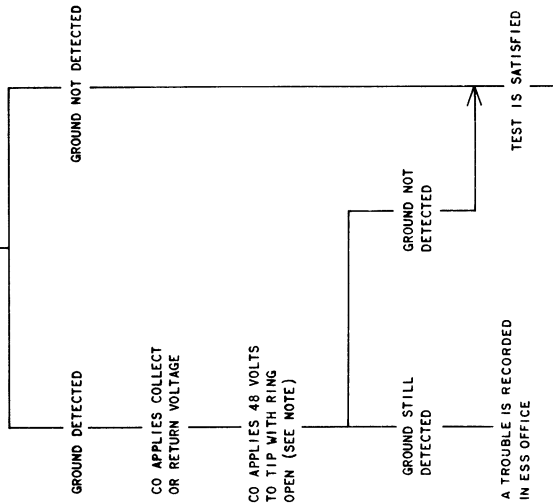 GROUND DETECTED
GROUND NOT DETECTED
CO APPLIES COLLECT
OR RETURN VOLTAGE
CO APPLIES 48 VOLTS
TO TIP WITH RING
OPEN (SEE NOTE)
GROUND STILL
DETECTED
GROUND NOT
DETECTED
A TROUBLE IS RECORDED
IN ESS OFFICE
TEST IS SATISFIED